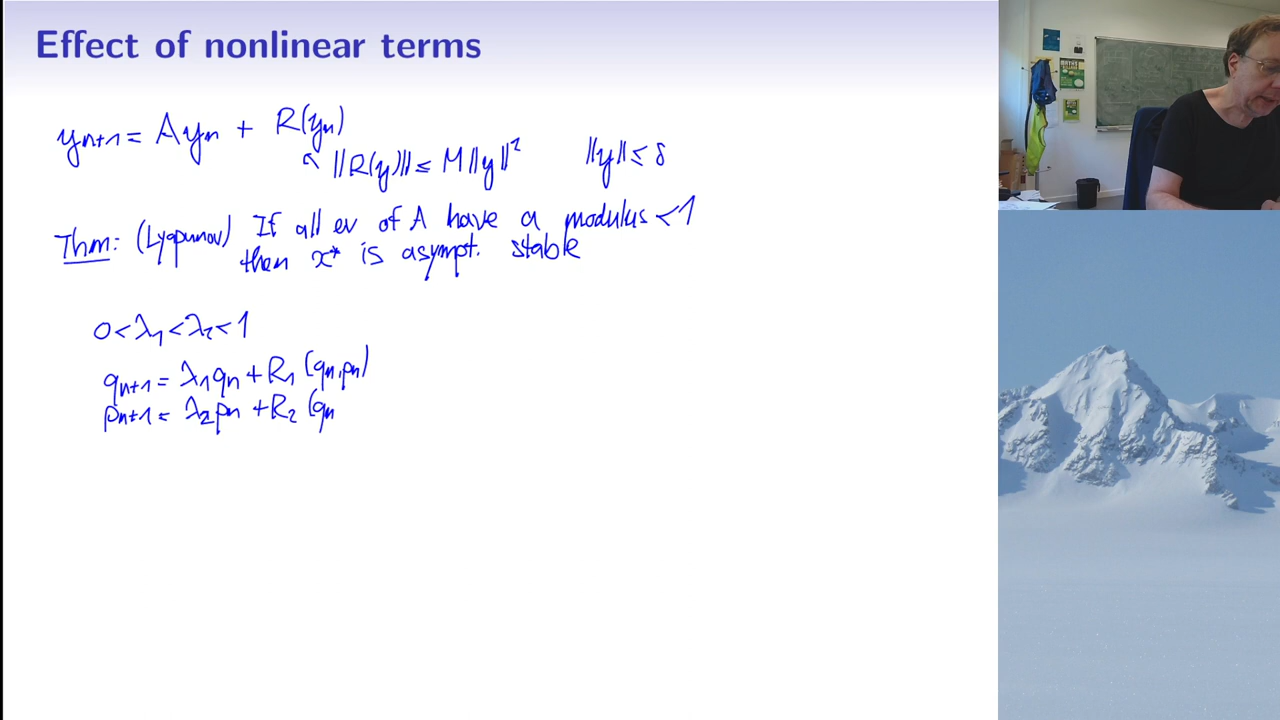 Effect of nonlinear terms
yₙ₊₁ = Ayₙ + R(yₙ)
‖R(y)‖ ≤ M‖y‖² ‖y‖ ≤ δ
Thm: (Lyapunov) If all ev of A have a modulus < 1
then x* is asympt. stable
0 < λ₁ < λ₂ < 1
qₙ₊₁ = λ₁qₙ + R₁ (qₙ,pₙ)
pₙ₊₁ = λ₂pₙ + R₂ (qₙ